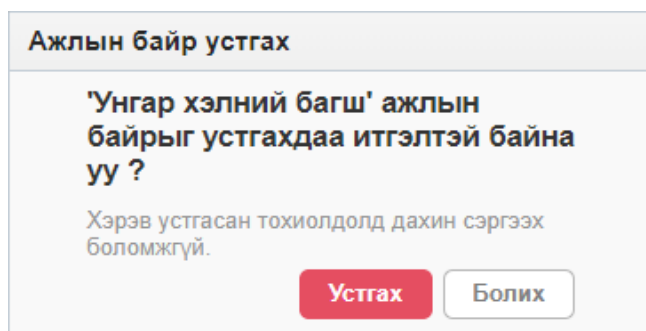 Ажлын байр устгах
'Унгар хэлний багш' ажлын
байрыг устгахдаа итгэлтэй байна
уу ?
Хэрэв устгасан тохиолдолд дахин сэргээх
боломжгүй.
Устгах Болих